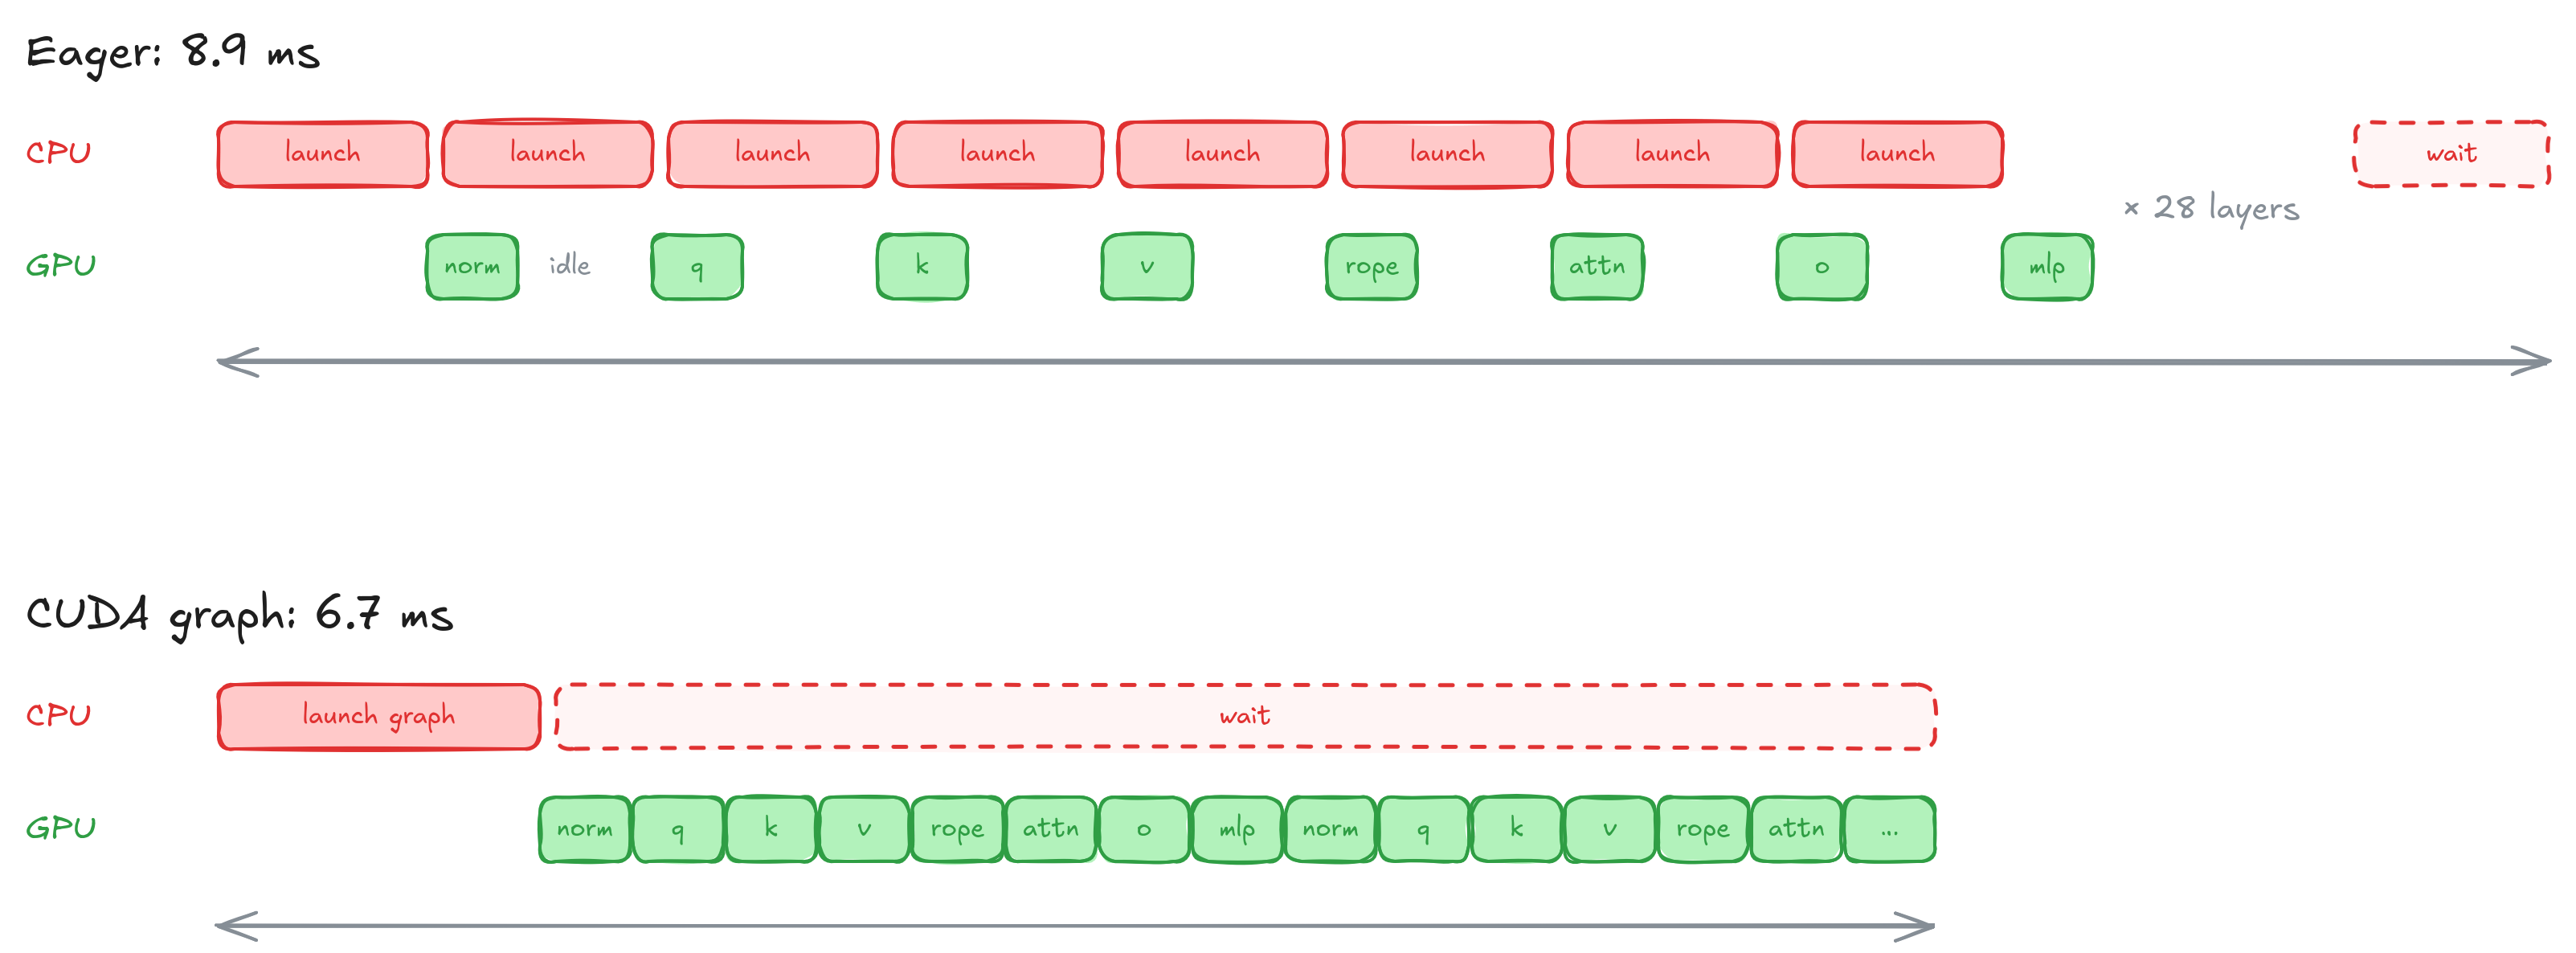 Eager: 8.9 ms
CPU launch launch launch launch launch launch launch launch wait
× 28 layers
GPU norm idle q k v rope attn o mlp
CUDA graph: 6.7 ms
CPU launch graph wait
GPU norm q k v rope attn o mlp norm q k v rope attn ...